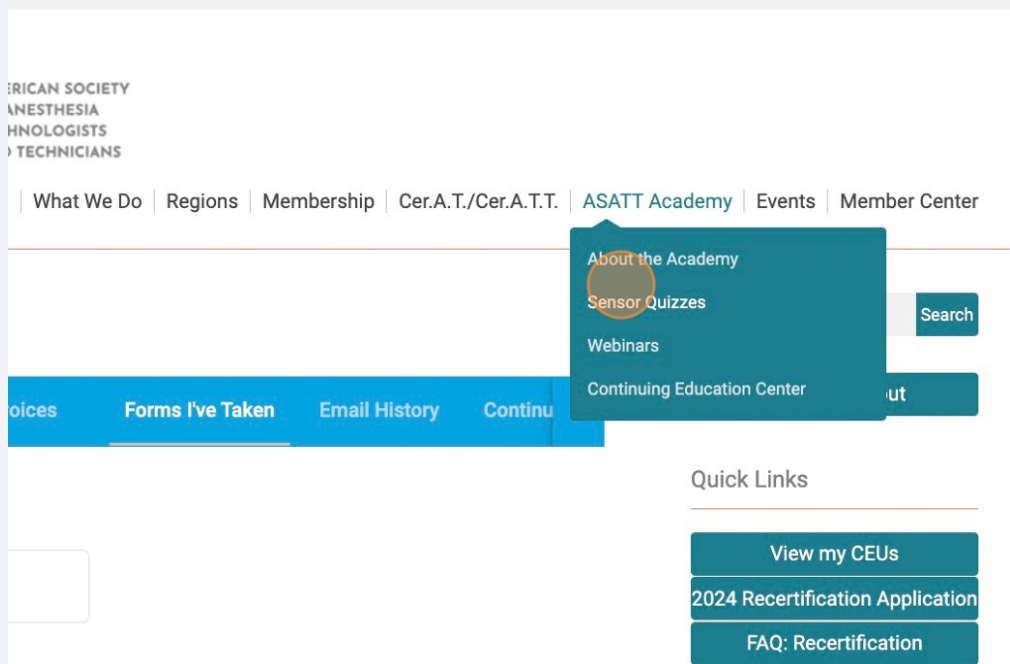 ERICAN SOCIETY
ANESTHESIA
HNOLOGISTS
TECHNICIANS
What We Do Regions Membership Cer.A.T./Cer.A.T.T. ASATT Academy Events Member Center
About the Academy
Sensor Quizzes
Search
Webinars
Continuing Education Center
out
oices Forms I've Taken Email History Continu
Quick Links
View my CEUs
2024 Recertification Application
FAQ: Recertification